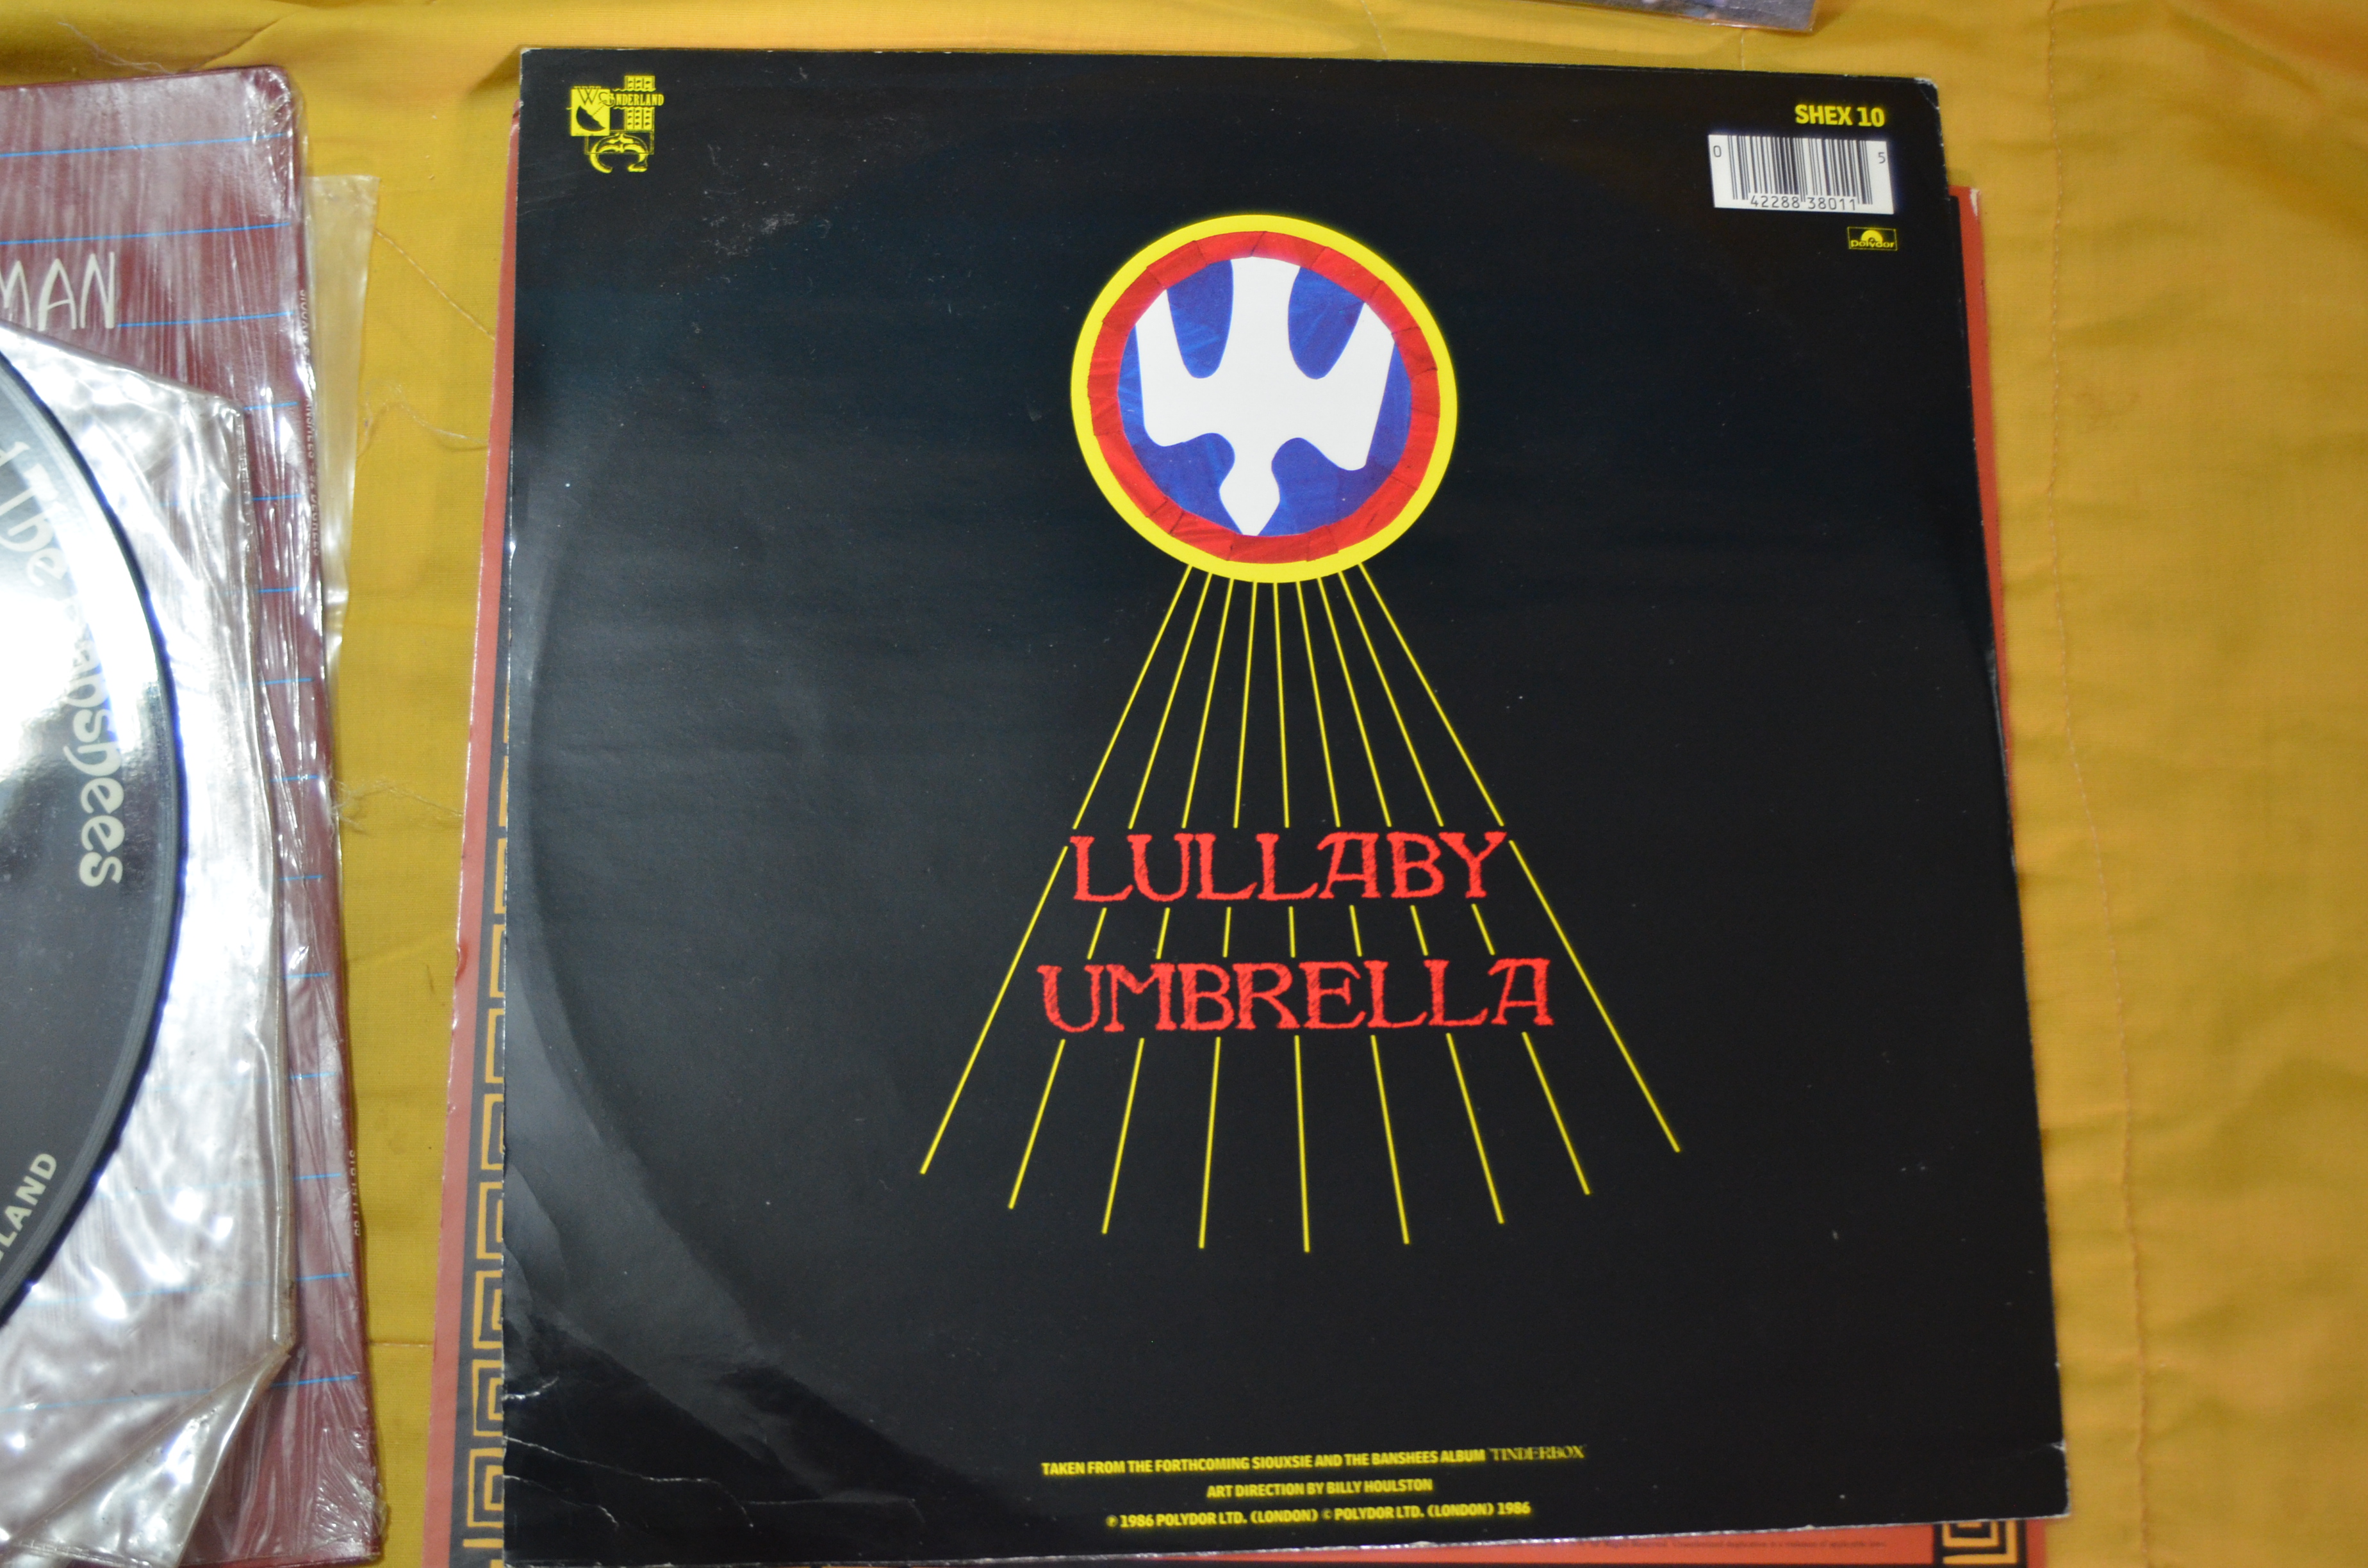 WONDERLAND
SHEX 10
0 42288 38011 5
polydor
LULLABY
UMBRELLA
TAKEN FROM THE FORTHCOMING SIOUXSIE AND THE BANSHEES ALBUM 'TINDERBOX'
ART DIRECTION BY BILLY HOULSTON
℗ 1986 POLYDOR LTD. (LONDON) © POLYDOR LTD. (LONDON) 1986
MAN
The Banshees
LAND